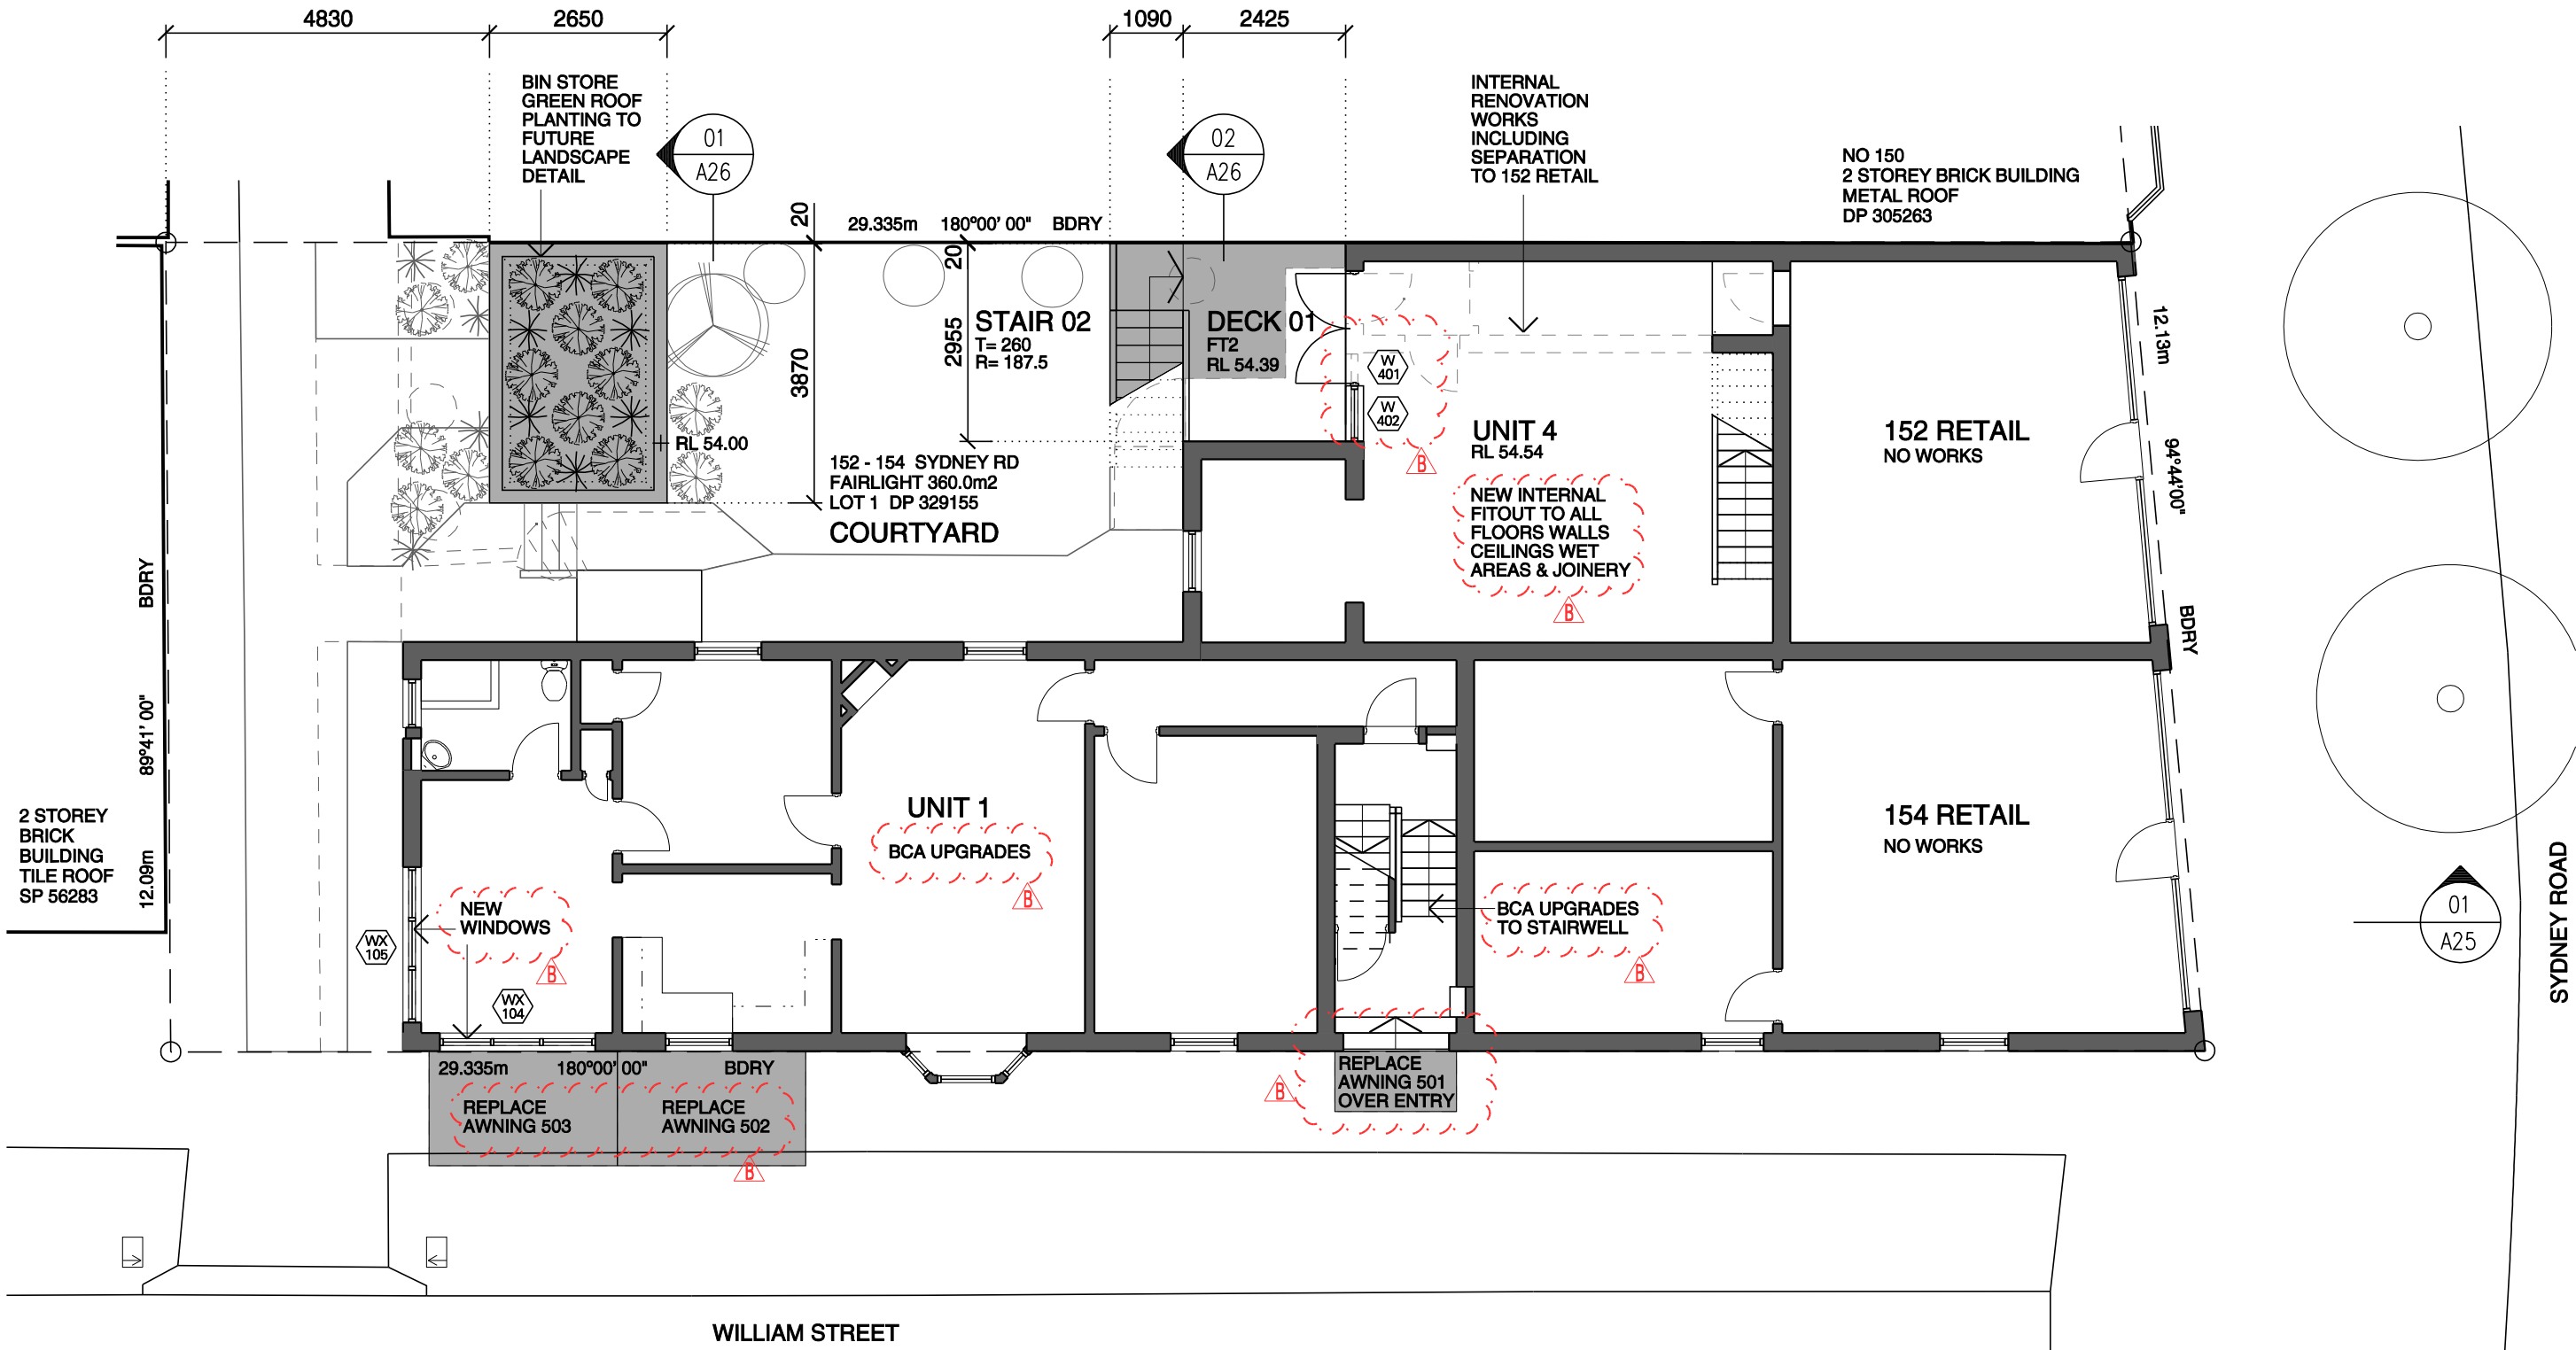 4830
2650
1090
2425
BIN STORE
GREEN ROOF
PLANTING TO
FUTURE
LANDSCAPE
DETAIL
01
A26
02
A26
INTERNAL
RENOVATION
WORKS
INCLUDING
SEPARATION
TO 152 RETAIL
NO 150
2 STOREY BRICK BUILDING
METAL ROOF
DP 305263
20
29.335m 180°00' 00" BDRY
20
3870
2955
STAIR 02
T= 260
R= 187.5
DECK 01
FT2
RL 54.39
W
401
W
402
B
12.13m
94°44'00"
BDRY
UNIT 4
RL 54.54
152 RETAIL
NO WORKS
RL 54.00
152 - 154 SYDNEY RD
FAIRLIGHT 360.0m2
LOT 1 DP 329155
COURTYARD
NEW INTERNAL
FITOUT TO ALL
FLOORS WALLS
CEILINGS WET
AREAS & JOINERY
B
BDRY
89°41' 00"
12.09m
2 STOREY
BRICK
BUILDING
TILE ROOF
SP 56283
UNIT 1
BCA UPGRADES
B
154 RETAIL
NO WORKS
NEW
WINDOWS
B
WX
105
WX
104
BCA UPGRADES
TO STAIRWELL
B
01
A25
SYDNEY ROAD
29.335m 180°00' 00" BDRY
REPLACE
AWNING 503
REPLACE
AWNING 502
B
REPLACE
AWNING 501
OVER ENTRY
B
WILLIAM STREET